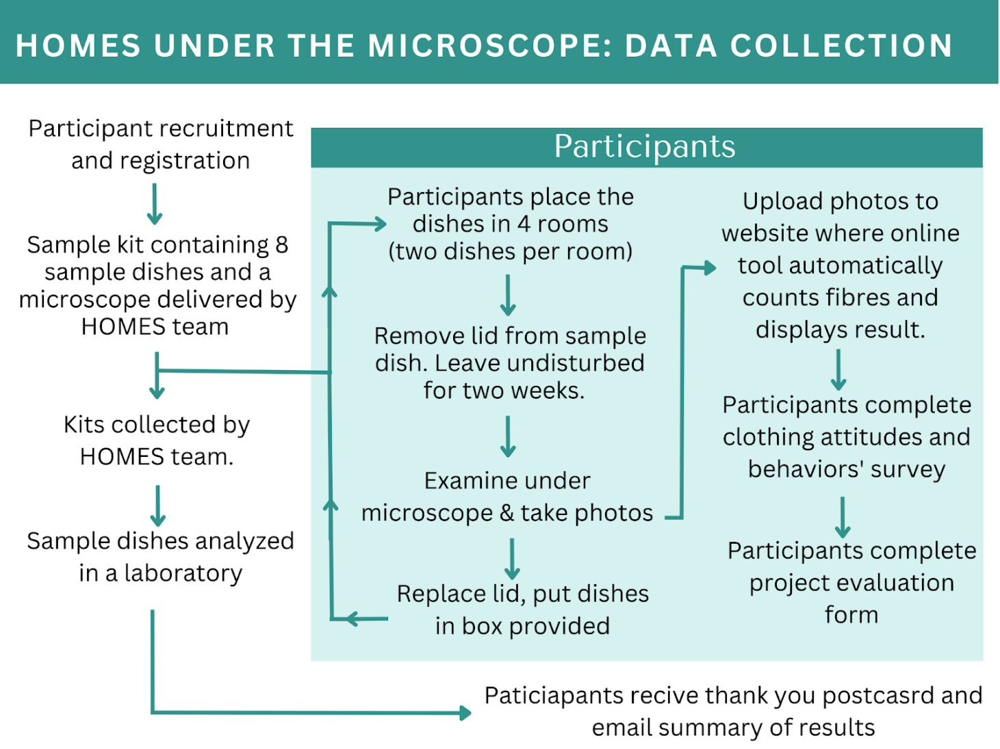 HOMES UNDER THE MICROSCOPE: DATA COLLECTION
Participant recruitment
and registration
Sample kit containing 8
sample dishes and a
microscope delivered by
HOMES team
Kits collected by
HOMES team.
Sample dishes analyzed
in a laboratory
Participants
Participants place the
dishes in 4 rooms
(two dishes per room)
Remove lid from sample
dish. Leave undisturbed
for two weeks.
Examine under
microscope & take photos
Replace lid, put dishes
in box provided
Upload photos to
website where online
tool automatically
counts fibres and
displays result.
Participants complete
clothing attitudes and
behaviors' survey
Participants complete
project evaluation
form
Paticiapants recive thank you postcasrd and
email summary of results